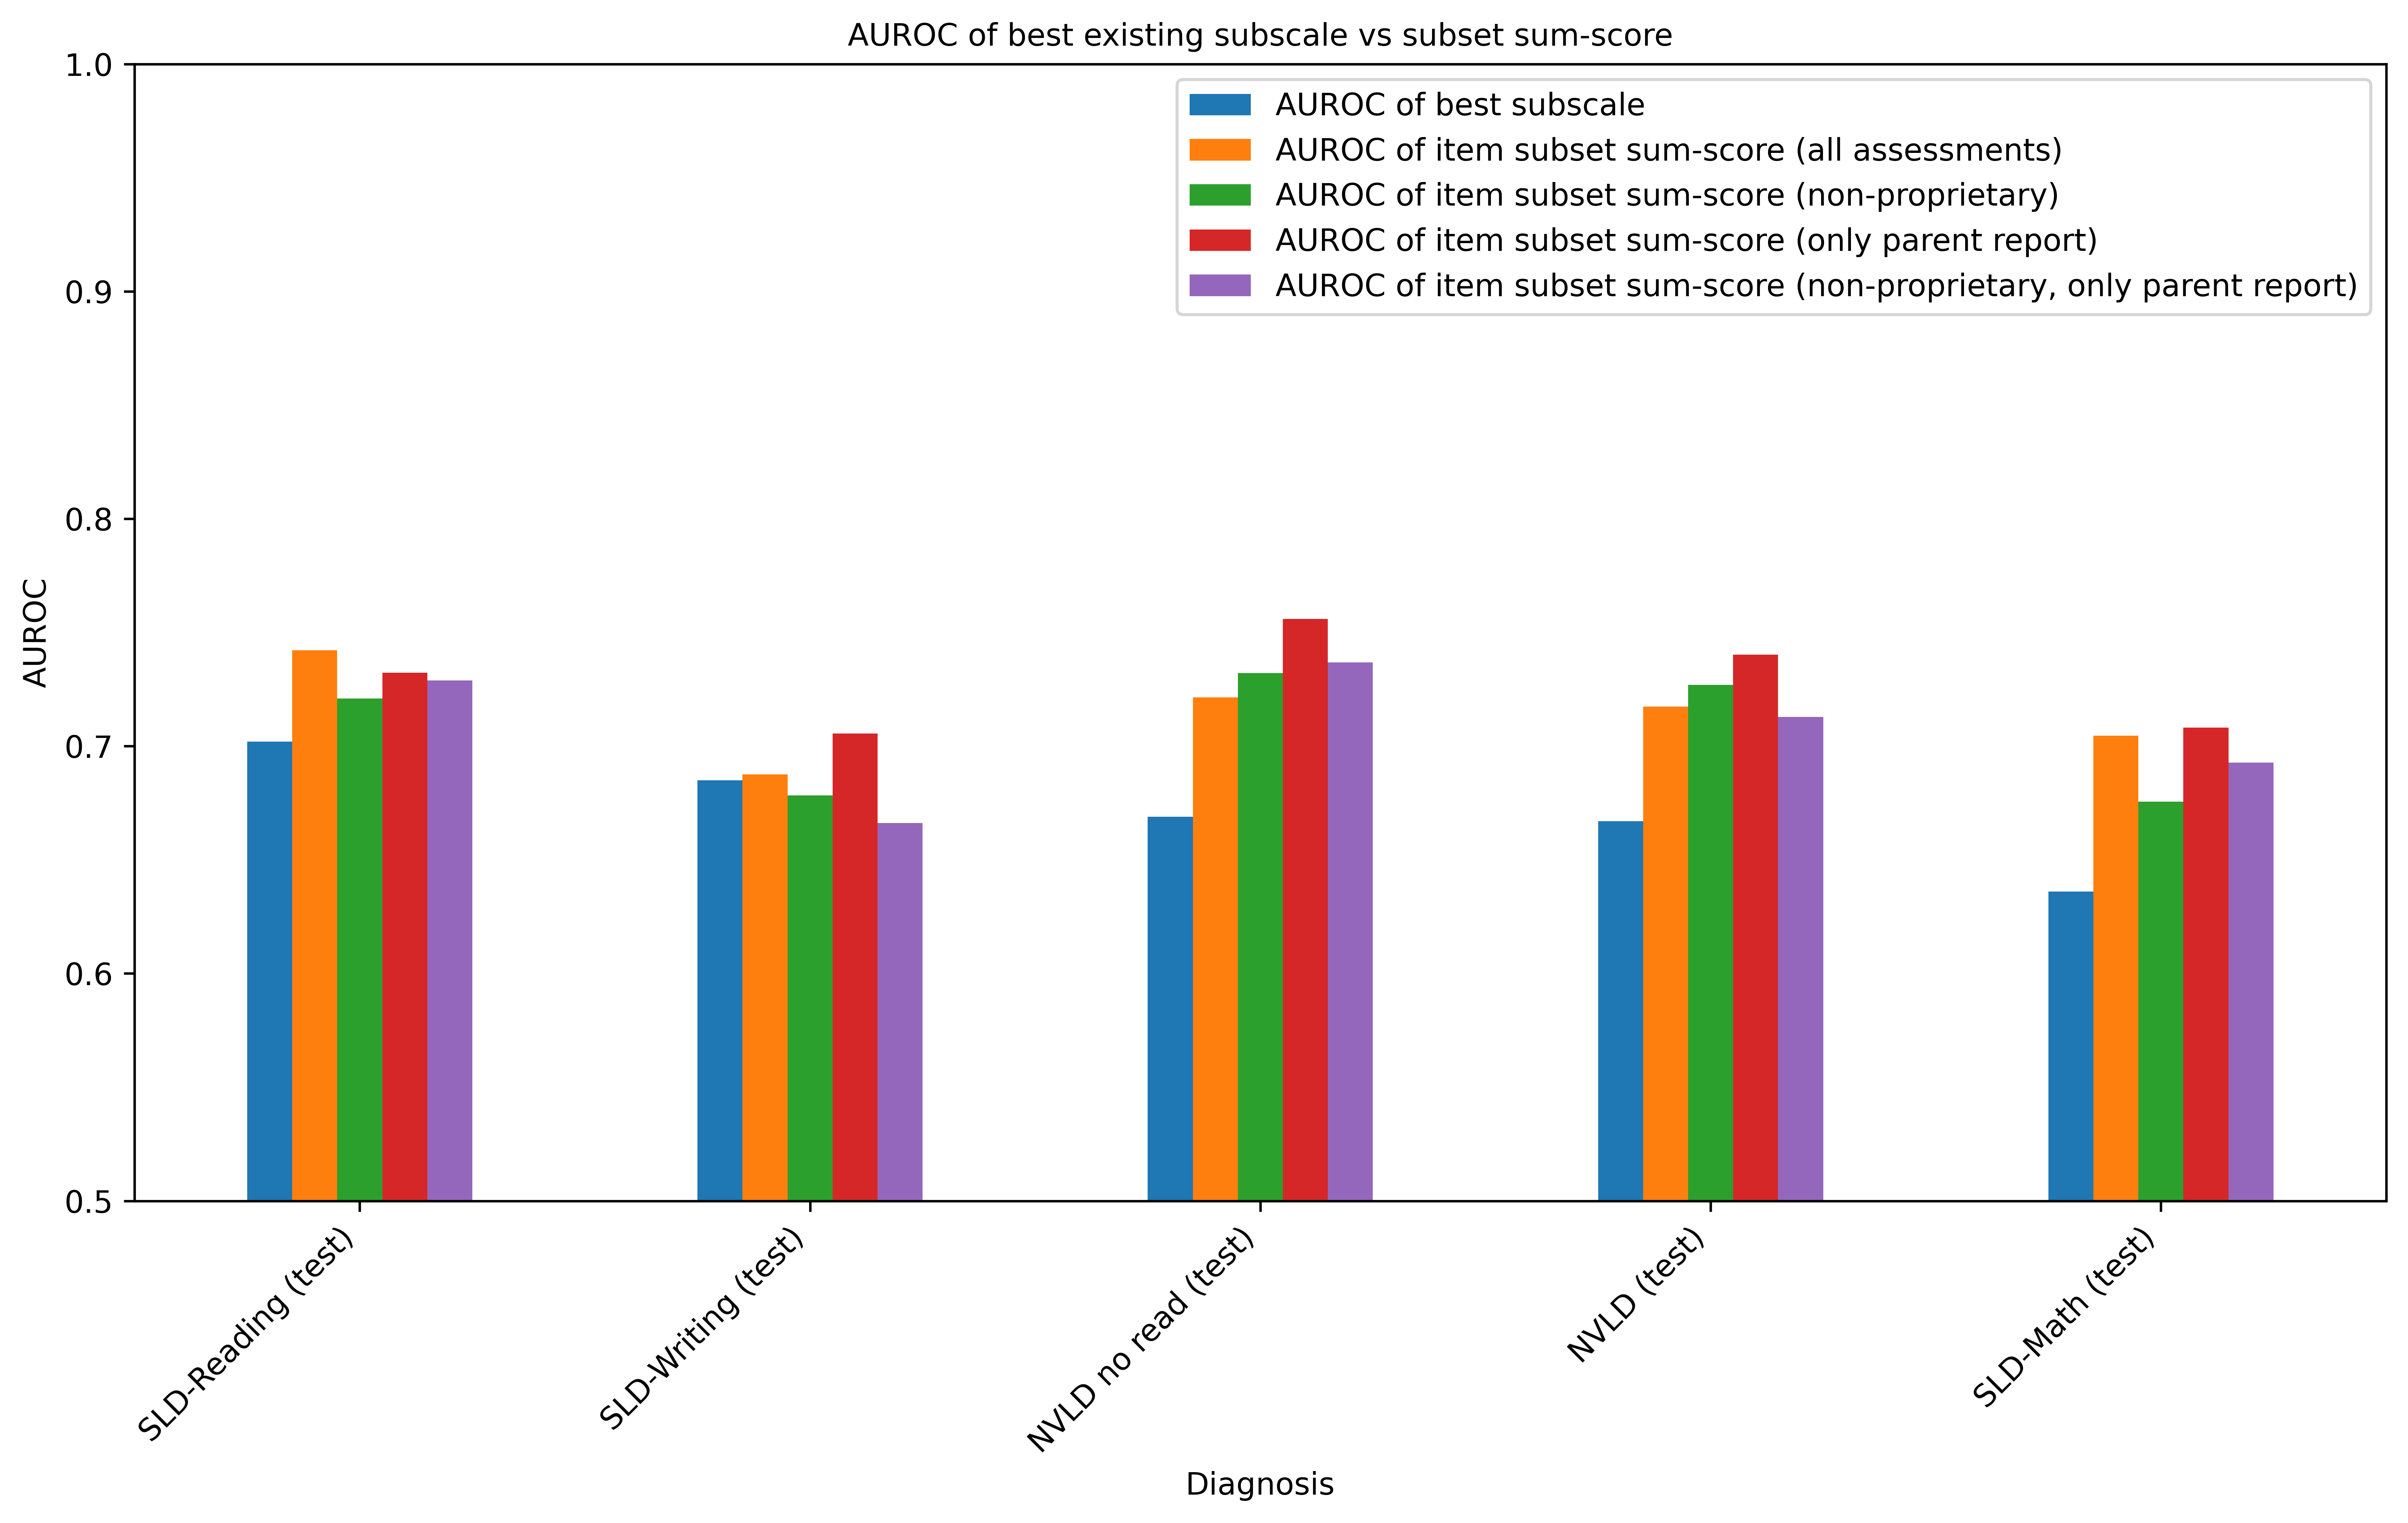 AUROC of best existing subscale vs subset sum-score
1.0
0.9
0.8
0.7
0.6
0.5
AUROC
AUROC of best subscale
AUROC of item subset sum-score (all assessments)
AUROC of item subset sum-score (non-proprietary)
AUROC of item subset sum-score (only parent report)
AUROC of item subset sum-score (non-proprietary, only parent report)
SLD-Reading (test)
SLD-Writing (test)
NVLD no read (test)
NVLD (test)
SLD-Math (test)
Diagnosis